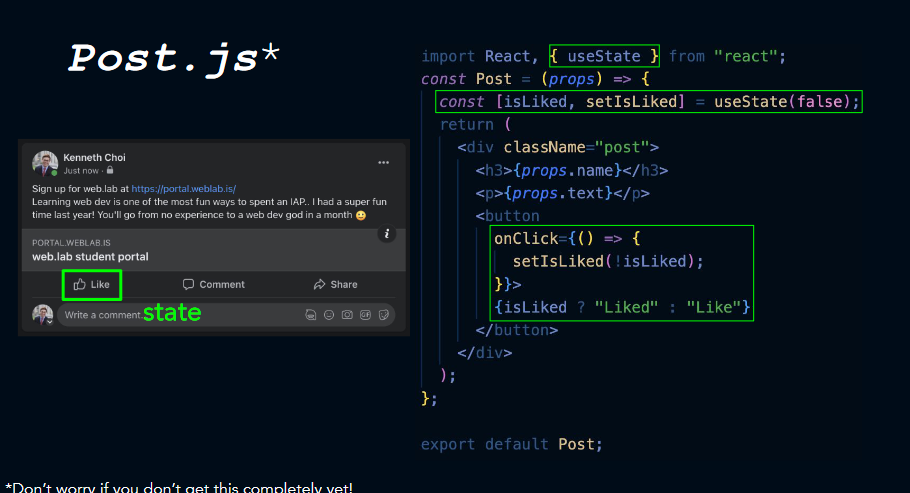 Post.js*
Kenneth Choi
Just now ·
Sign up for web.lab at https://portal.weblab.is/
Learning web dev is one of the most fun ways to spent an IAP.. I had a super fun
time last year! You'll go from no experience to a web dev god in a month 😀
PORTAL.WEBLAB.IS
web.lab student portal
i
Like
Comment
Share
Write a comment...
GIF
state
import React, { useState } from "react";
const Post = (props) => {
  const [isLiked, setIsLiked] = useState(false);
  return (
    <div className="post">
      <h3>{props.name}</h3>
      <p>{props.text}</p>
      <button
        onClick={() => {
          setIsLiked(!isLiked);
        }}>
        {isLiked ? "Liked" : "Like"}
      </button>
    </div>
  );
};
export default Post;
*Don't worry if you don't get this completely yet!